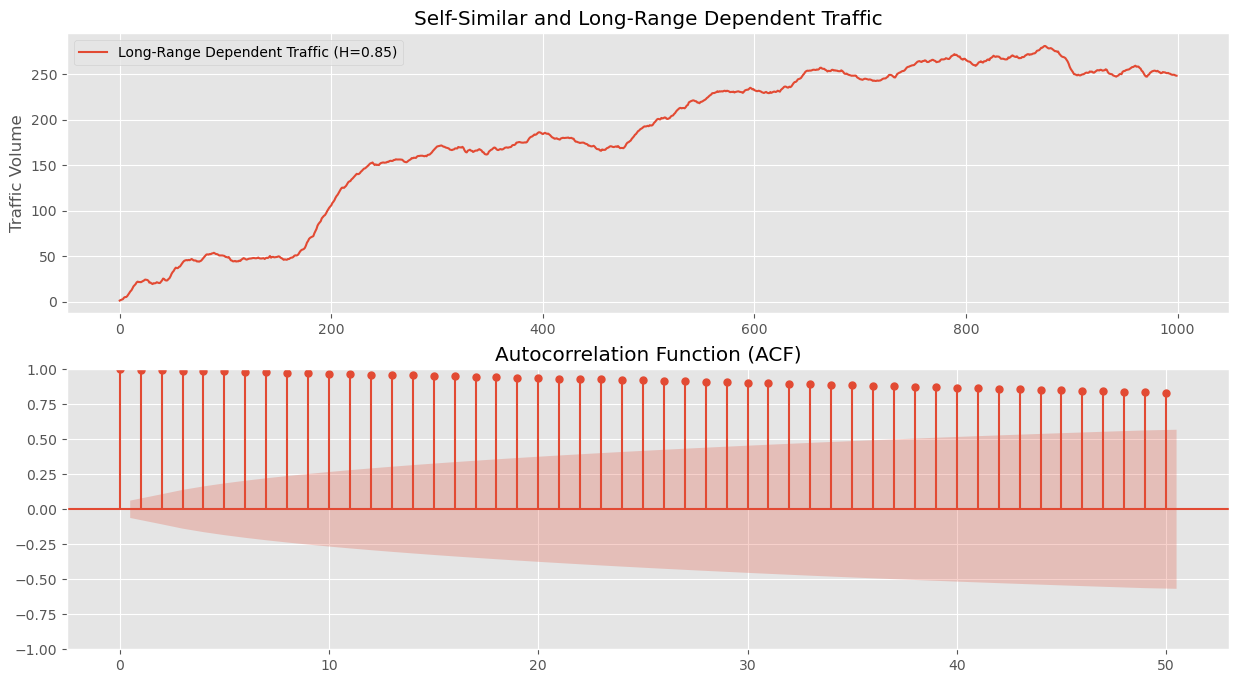 Self-Similar and Long-Range Dependent Traffic
Long-Range Dependent Traffic (H=0.85)
Traffic Volume
250
200
150
100
50
0
0 200 400 600 800 1000
Autocorrelation Function (ACF)
1.00
0.75
0.50
0.25
0.00
−0.25
−0.50
−0.75
−1.00
0 10 20 30 40 50